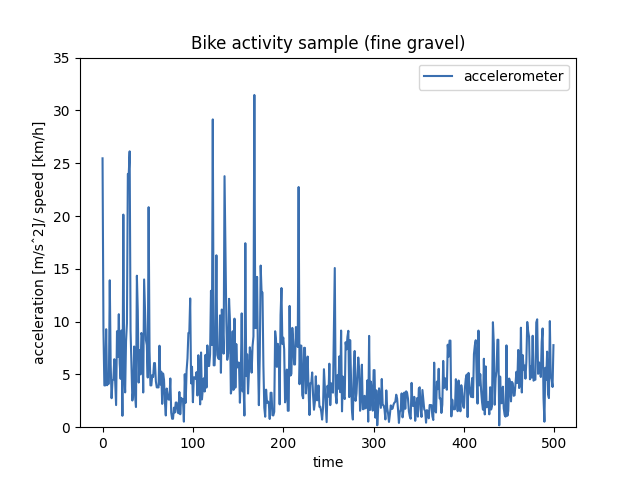 Bike activity sample (fine gravel)
accelerometer
35
30
25
20
15
10
5
0
acceleration [m/s^2]/ speed [km/h]
0 100 200 300 400 500
time